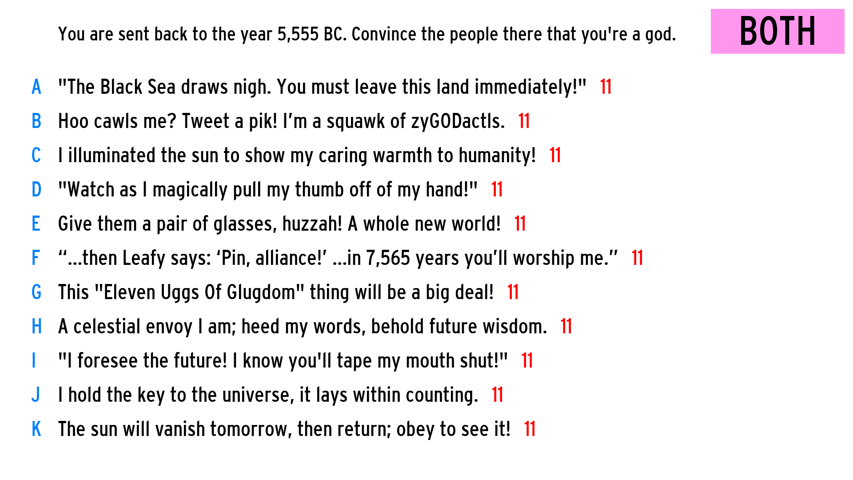 You are sent back to the year 5,555 BC. Convince the people there that you're a god.
BOTH
A "The Black Sea draws nigh. You must leave this land immediately!" 11
B Hoo cawls me? Tweet a pik! I'm a squawk of zyGODactls. 11
C I illuminated the sun to show my caring warmth to humanity! 11
D "Watch as I magically pull my thumb off of my hand!" 11
E Give them a pair of glasses, huzzah! A whole new world! 11
F “...then Leafy says: ‘Pin, alliance!’ ...in 7,565 years you’ll worship me.” 11
G This "Eleven Uggs Of Glugdom" thing will be a big deal! 11
H A celestial envoy I am; heed my words, behold future wisdom. 11
I "I foresee the future! I know you'll tape my mouth shut!" 11
J I hold the key to the universe, it lays within counting. 11
K The sun will vanish tomorrow, then return; obey to see it! 11